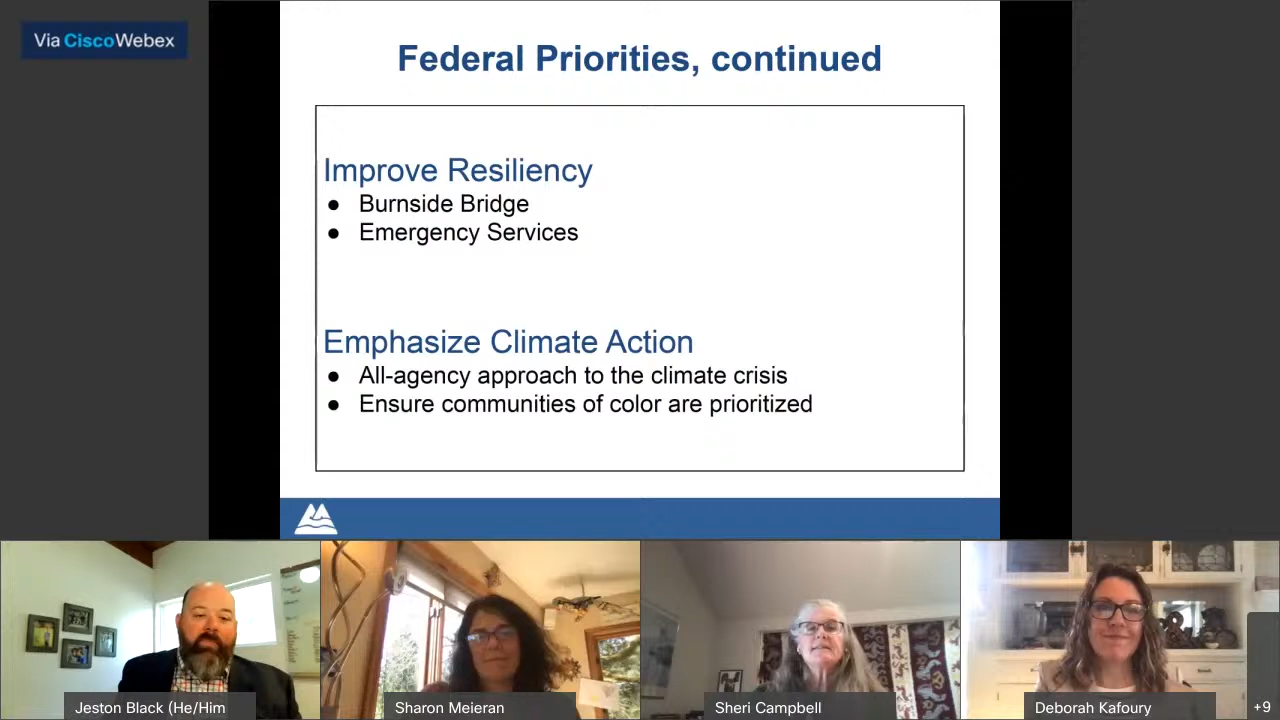 Via CiscoWebex
Federal Priorities, continued
Improve Resiliency
● Burnside Bridge
● Emergency Services
Emphasize Climate Action
● All-agency approach to the climate crisis
● Ensure communities of color are prioritized
Jeston Black (He/Him
Sharon Meieran
Sheri Campbell
Deborah Kafoury
+9